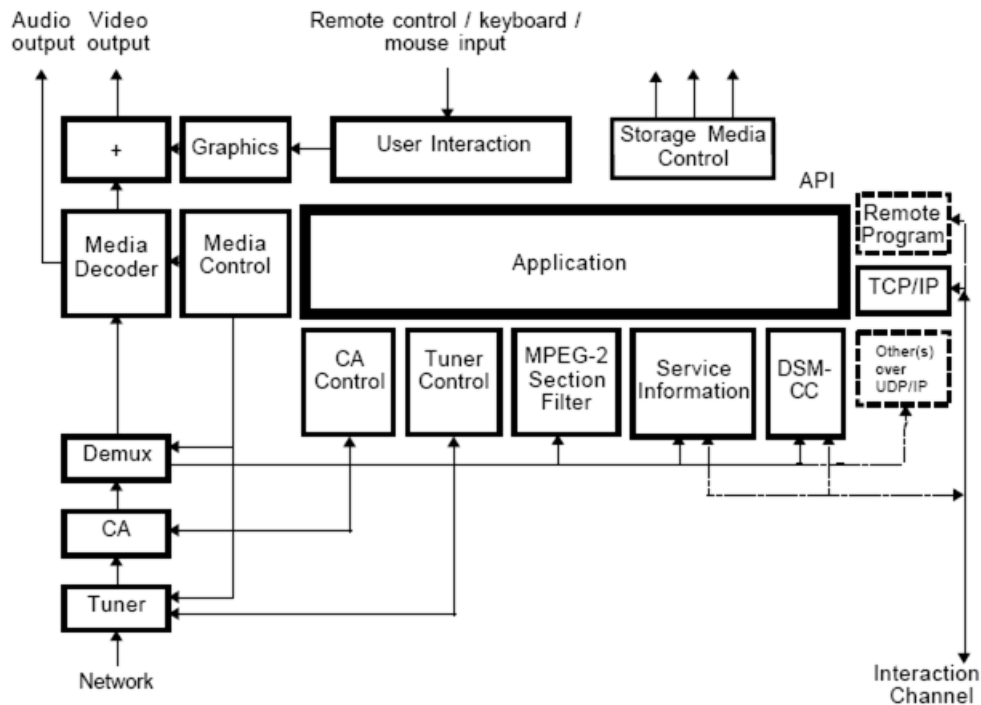 Audio Video
output output
Remote control / keyboard /
mouse input
+
Graphics
User Interaction
Storage Media
Control
API
Media
Decoder
Media
Control
Application
Remote
Program
TCP/IP
CA
Control
Tuner
Control
MPEG-2
Section
Filter
Service
Information
DSM-
CC
Other(s)
over
UDP/IP
Demux
CA
Tuner
Network
Interaction
Channel